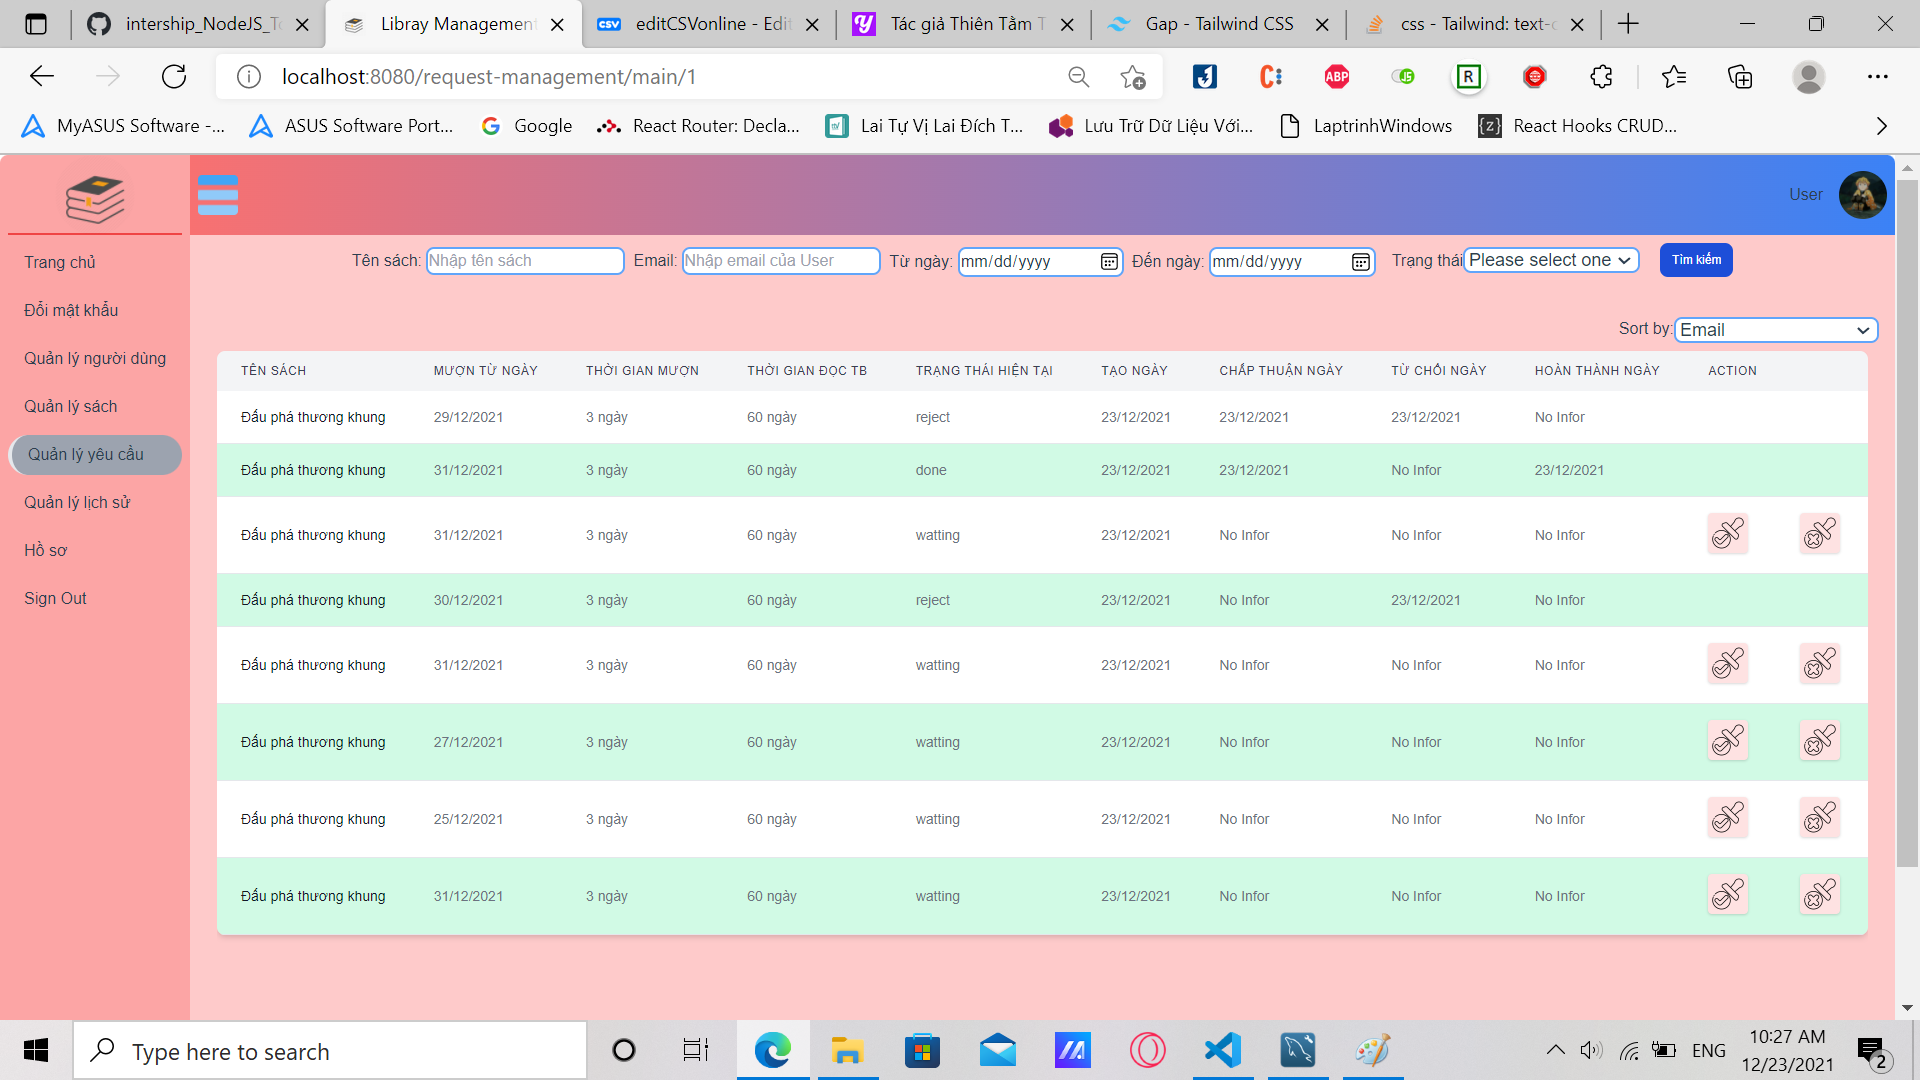 intership_NodeJS_To
Libray Management
editCSVonline - Edit
Tác giả Thiên Tằm T
Gap - Tailwind CSS
css - Tailwind: text-c
localhost:8080/request-management/main/1
MyASUS Software -...
ASUS Software Port...
Google
React Router: Decla...
Lai Tự Vị Lai Đích T...
Lưu Trữ Dữ Liệu Với...
LaptrinhWindows
React Hooks CRUD...
User
Trang chủ
Đổi mật khẩu
Quản lý người dùng
Quản lý sách
Quản lý yêu cầu
Quản lý lịch sử
Hồ sơ
Sign Out
Tên sách: Nhập tên sách Email: Nhập email của User Từ ngày: mm/dd/yyyy Đến ngày: mm/dd/yyyy Trạng thái Please select one Tìm kiếm
Sort by: Email
TÊN SÁCH MƯỢN TỪ NGÀY THỜI GIAN MƯỢN THỜI GIAN ĐỌC TB TRẠNG THÁI HIỆN TẠI TẠO NGÀY CHẤP THUẬN NGÀY TỪ CHỐI NGÀY HOÀN THÀNH NGÀY ACTION
Đấu phá thương khung 29/12/2021 3 ngày 60 ngày reject 23/12/2021 23/12/2021 23/12/2021 No Infor
Đấu phá thương khung 31/12/2021 3 ngày 60 ngày done 23/12/2021 23/12/2021 No Infor 23/12/2021
Đấu phá thương khung 31/12/2021 3 ngày 60 ngày watting 23/12/2021 No Infor No Infor No Infor
Đấu phá thương khung 30/12/2021 3 ngày 60 ngày reject 23/12/2021 No Infor 23/12/2021 No Infor
Đấu phá thương khung 31/12/2021 3 ngày 60 ngày watting 23/12/2021 No Infor No Infor No Infor
Đấu phá thương khung 27/12/2021 3 ngày 60 ngày watting 23/12/2021 No Infor No Infor No Infor
Đấu phá thương khung 25/12/2021 3 ngày 60 ngày watting 23/12/2021 No Infor No Infor No Infor
Đấu phá thương khung 31/12/2021 3 ngày 60 ngày watting 23/12/2021 No Infor No Infor No Infor
Type here to search
ENG
10:27 AM
12/23/2021
2